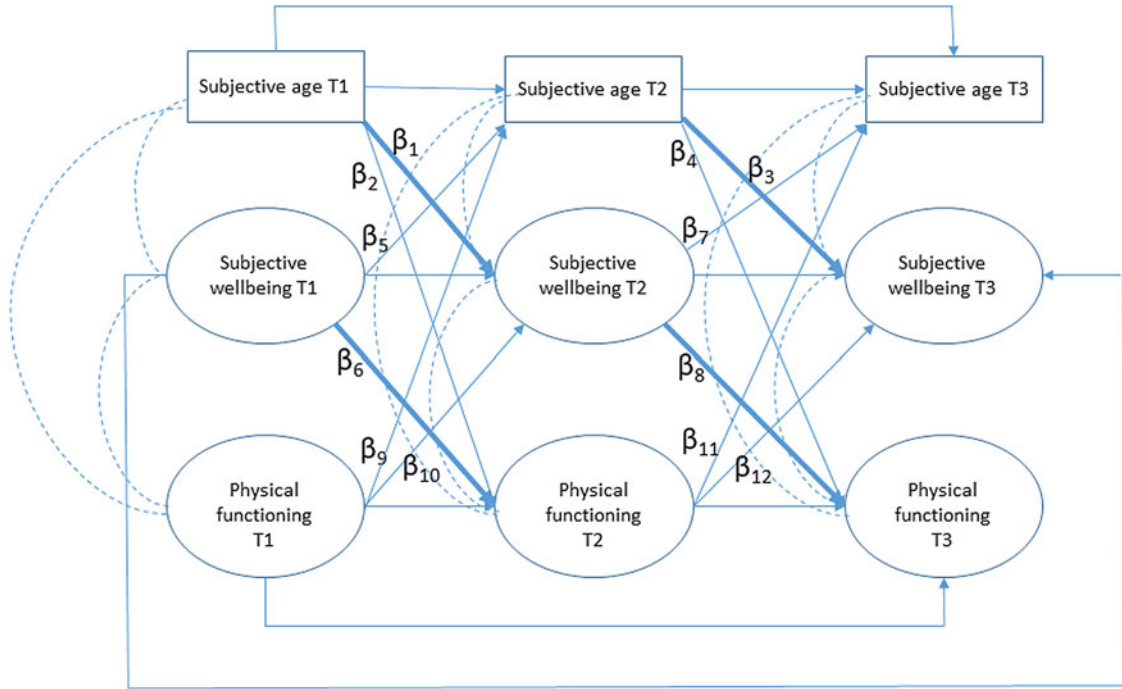 Subjective age T1
Subjective age T2
Subjective age T3
β1
β2
β4
β3
β5
β7
Subjective
wellbeing T1
Subjective
wellbeing T2
Subjective
wellbeing T3
β6
β8
β9
β10
β11
β12
Physical
functioning
T1
Physical
functioning
T2
Physical
functioning
T3